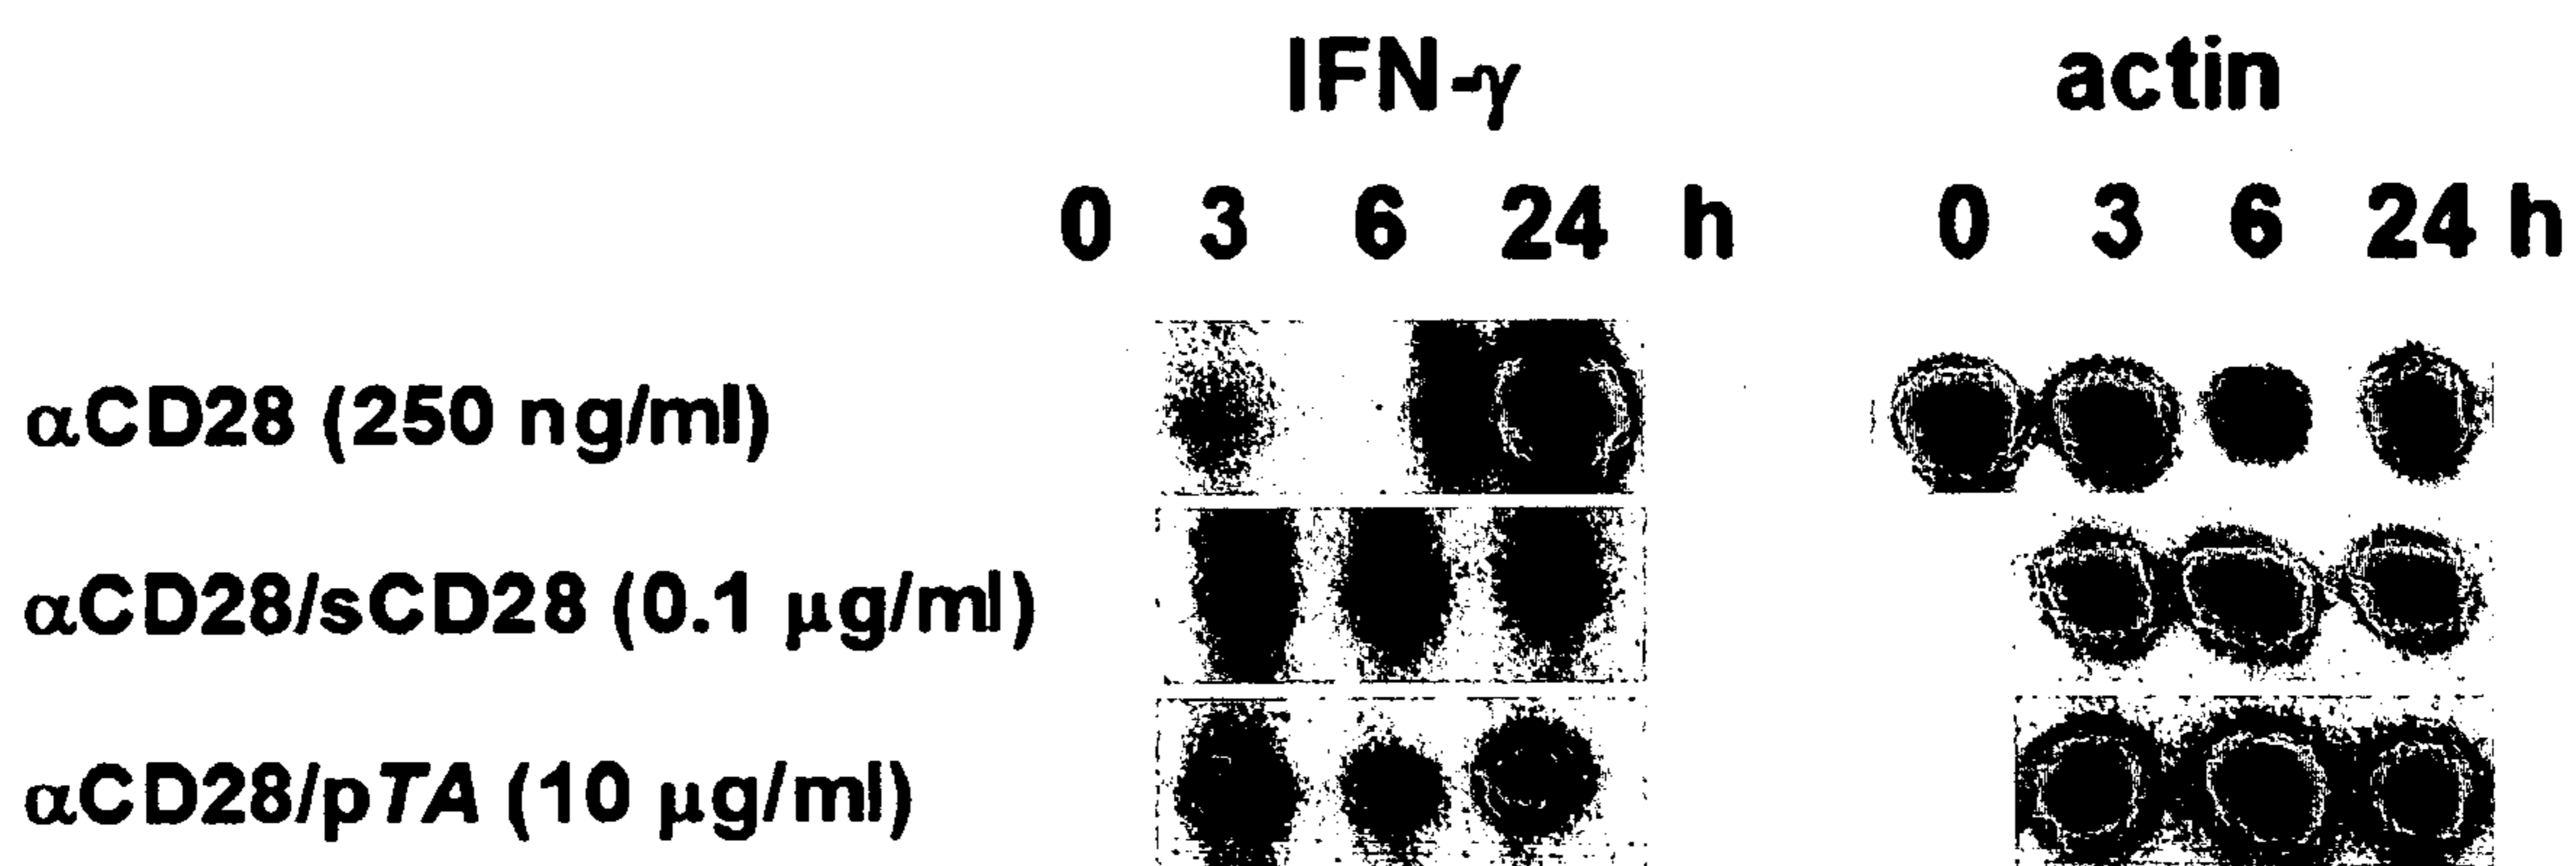 IFN-γ actin
0 3 6 24 h 0 3 6 24 h
αCD28 (250 ng/ml)
αCD28/sCD28 (0.1 μg/ml)
αCD28/pTA (10 μg/ml)